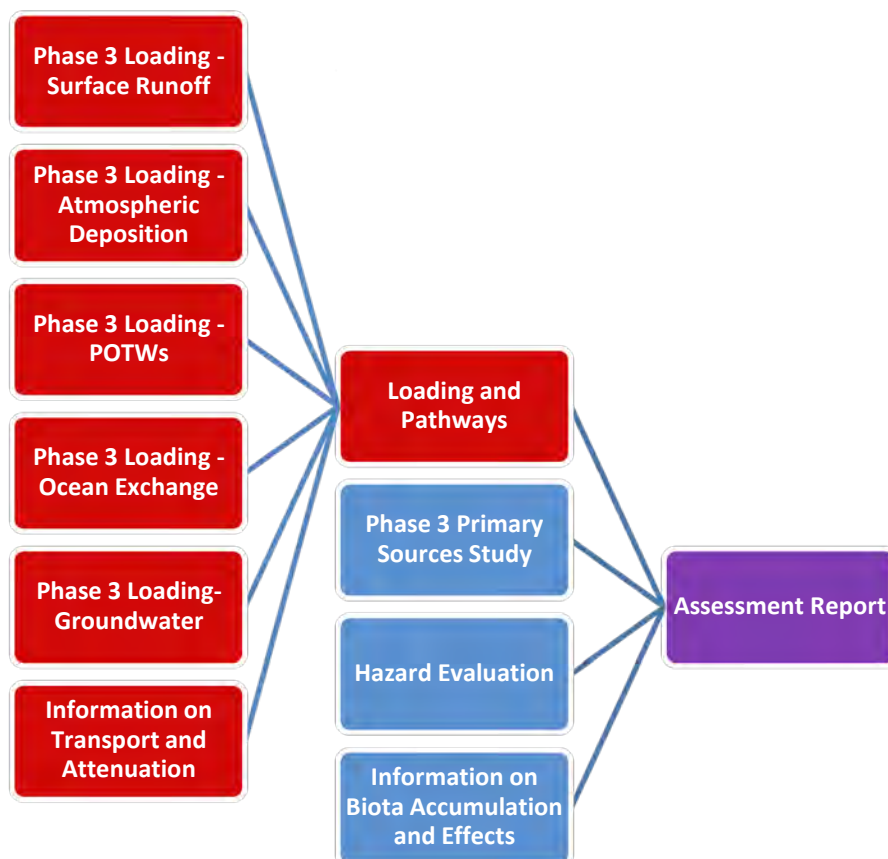 Phase 3 Loading -
Surface Runoff
Phase 3 Loading -
Atmospheric
Deposition
Phase 3 Loading -
POTWs
Phase 3 Loading -
Ocean Exchange
Phase 3 Loading-
Groundwater
Information on
Transport and
Attenuation
Loading and
Pathways
Phase 3 Primary
Sources Study
Hazard Evaluation
Information on
Biota Accumulation
and Effects
Assessment Report